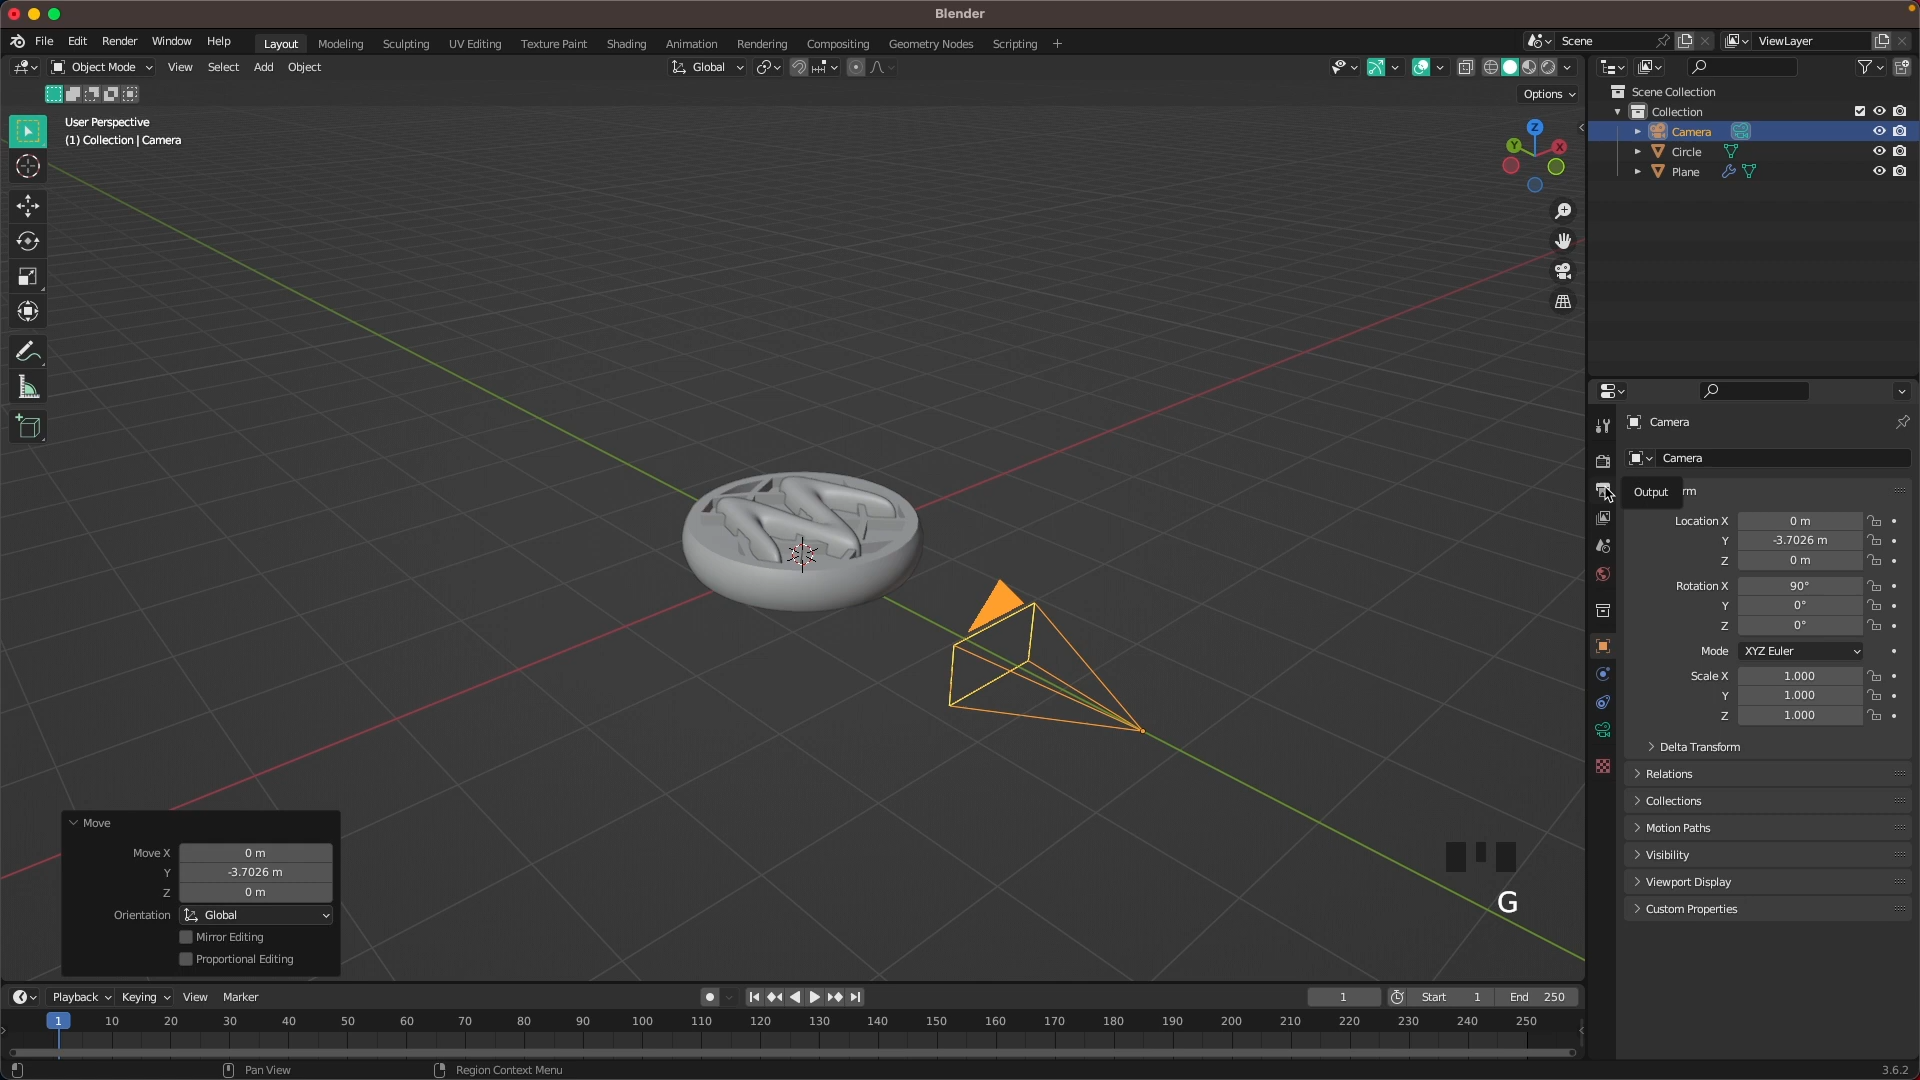 Blender
File Edit Render Window Help
Layout Modeling Sculpting UV Editing Texture Paint Shading Animation Rendering Compositing Geometry Nodes Scripting +
Scene
ViewLayer
Object Mode View Select Add Object
Global
Options
User Perspective
(1) Collection | Camera
Z
Y
X
Scene Collection
Collection
Camera
Circle
Plane
Camera
Camera
Output
rm
Location X 0 m
Y -3.7026 m
Z 0 m
Rotation X 90°
Y 0°
Z 0°
Mode XYZ Euler
Scale X 1.000
Y 1.000
Z 1.000
Delta Transform
Relations
Collections
Motion Paths
Visibility
Viewport Display
Custom Properties
Move
Move X 0 m
Y -3.7026 m
Z 0 m
Orientation Global
Mirror Editing
Proportional Editing
G
Playback Keying View Marker
1
Start 1
End 250
1 10 20 30 40 50 60 70 80 90 100 110 120 130 140 150 160 170 180 190 200 210 220 230 240 250
Pan View
Region Context Menu
3.6.2